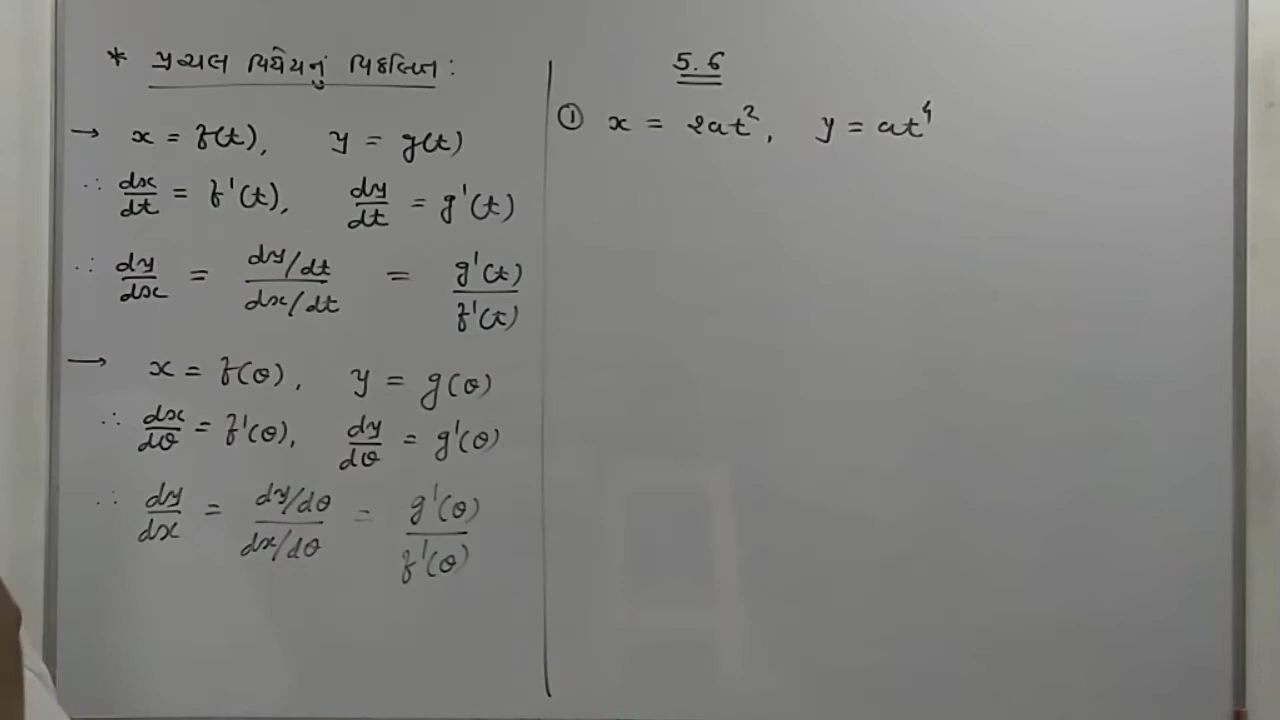 * પ્રચલ વિધેયનું વિકલિત :
→ x = f(t), y = g(t)
∴ dx/dt = f'(t), dy/dt = g'(t)
∴ dy/dx = (dy/dt)/(dx/dt) = g'(t)/f'(t)
→ x = f(θ), y = g(θ)
∴ dx/dθ = f'(θ), dy/dθ = g'(θ)
∴ dy/dx = (dy/dθ)/(dx/dθ) = g'(θ)/f'(θ)
5.6
① x = 2at², y = at⁴